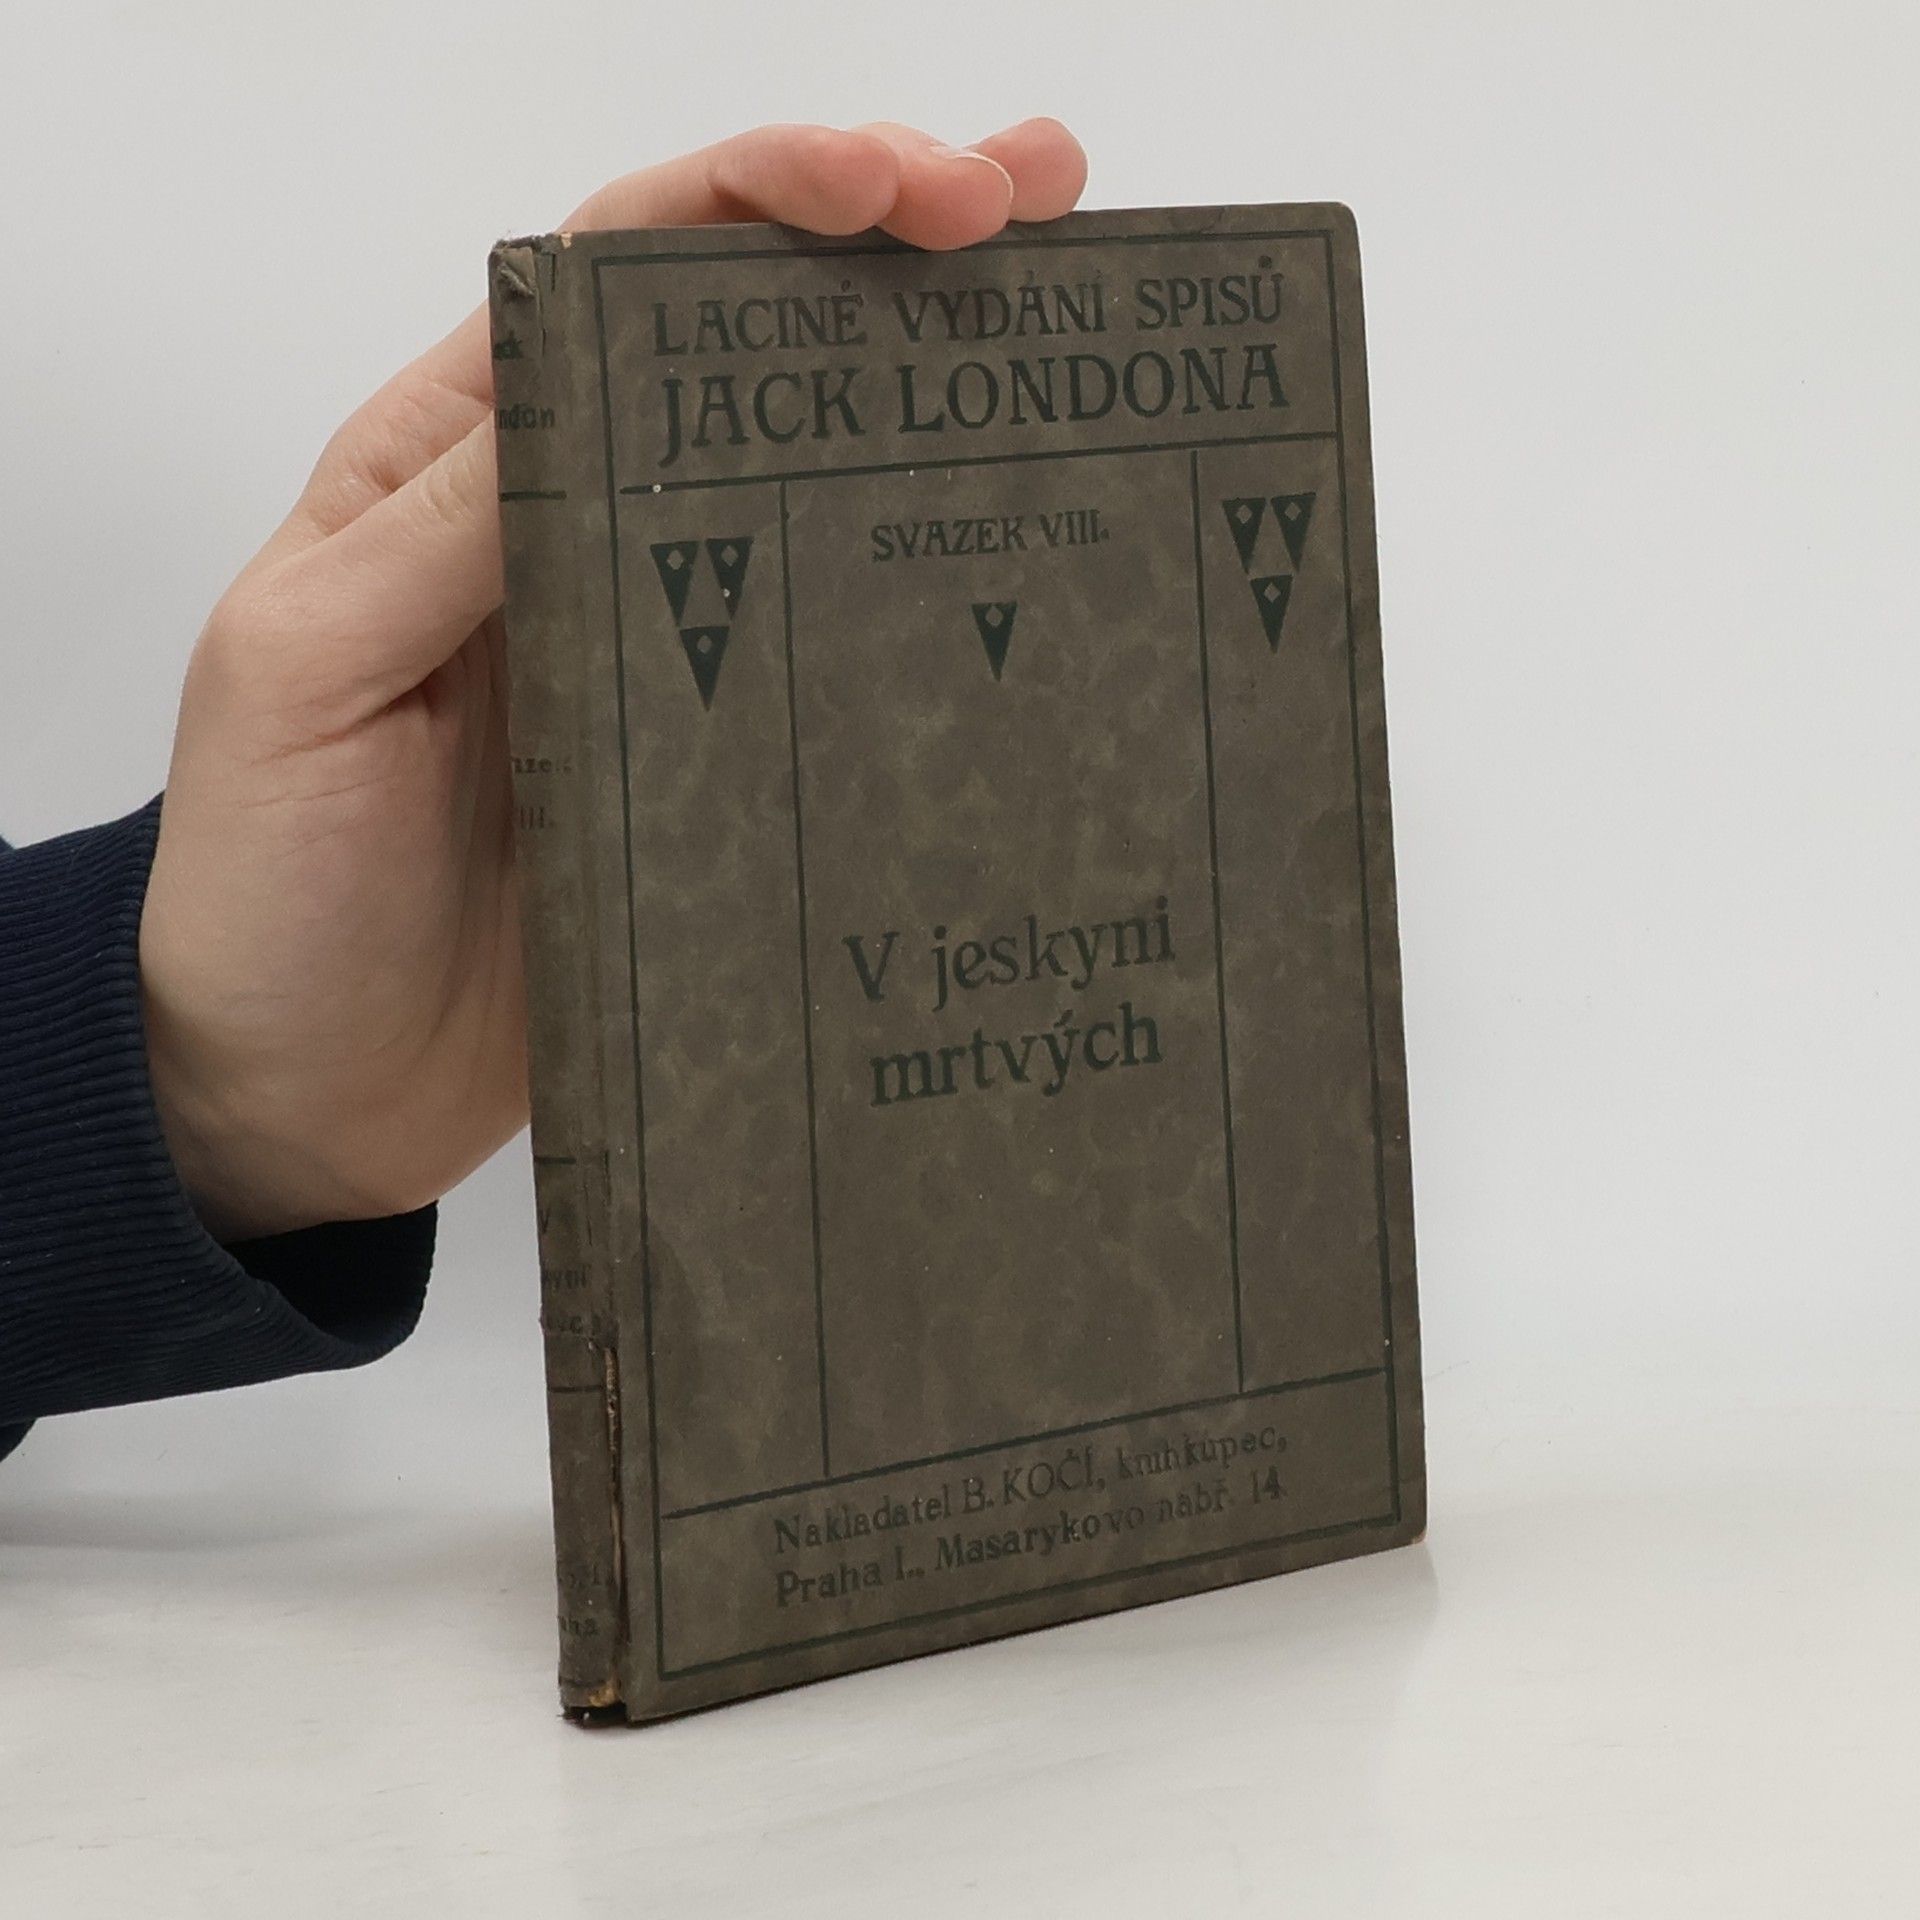 LACINÉ VYDÁNÍ SPISŮ
JACK LONDONA
SVAZEK VIII.
V jeskyni
mrtvých
Nakladatel B. KOČÍ, knihkupec,
Praha I., Masarykovo nábř. 14